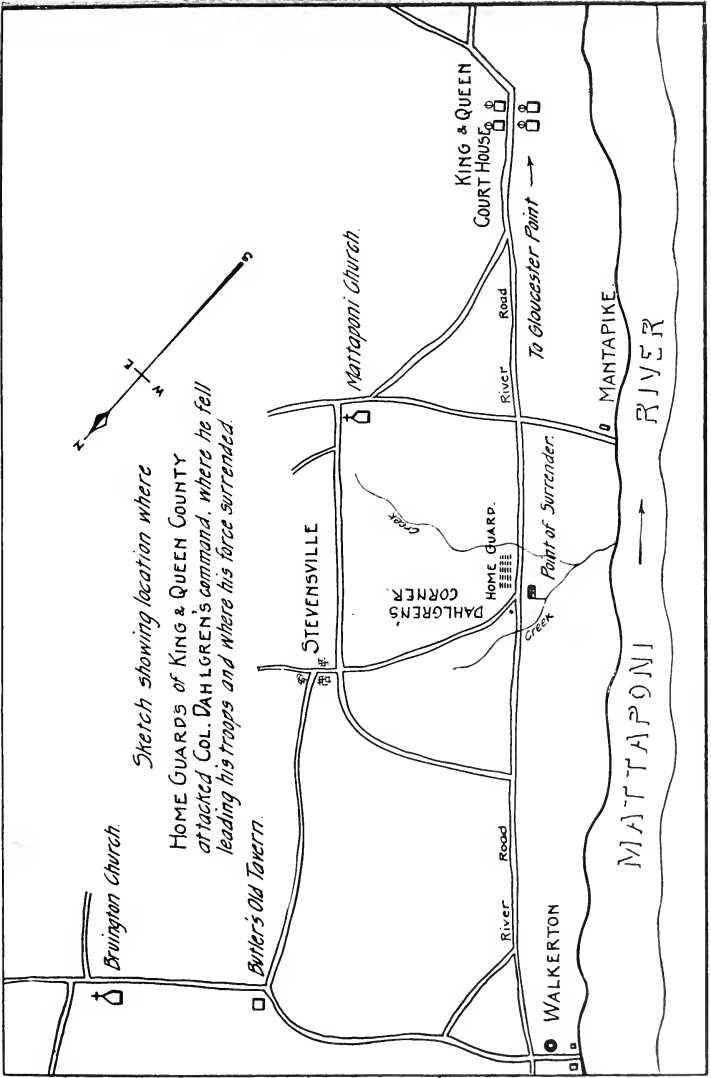 Sketch showing location where
HOME GUARDS of KING & QUEEN COUNTY
attacked COL. DAHLGREN'S command, where he fell
leading his troops and where his force surrendered.
N
E
W
S
Bruington Church.
Butler's Old Tavern.
STEVENSVILLE
Mattaponi Church.
KING & QUEEN
COURT HOUSE
DAHLGREN'S
CORNER.
HOME GUARD.
Creek
Creek
Point of Surrender.
River Road
River Road
To Gloucester Point
WALKERTON
MANTAPIKE.
MATTAPONI RIVER